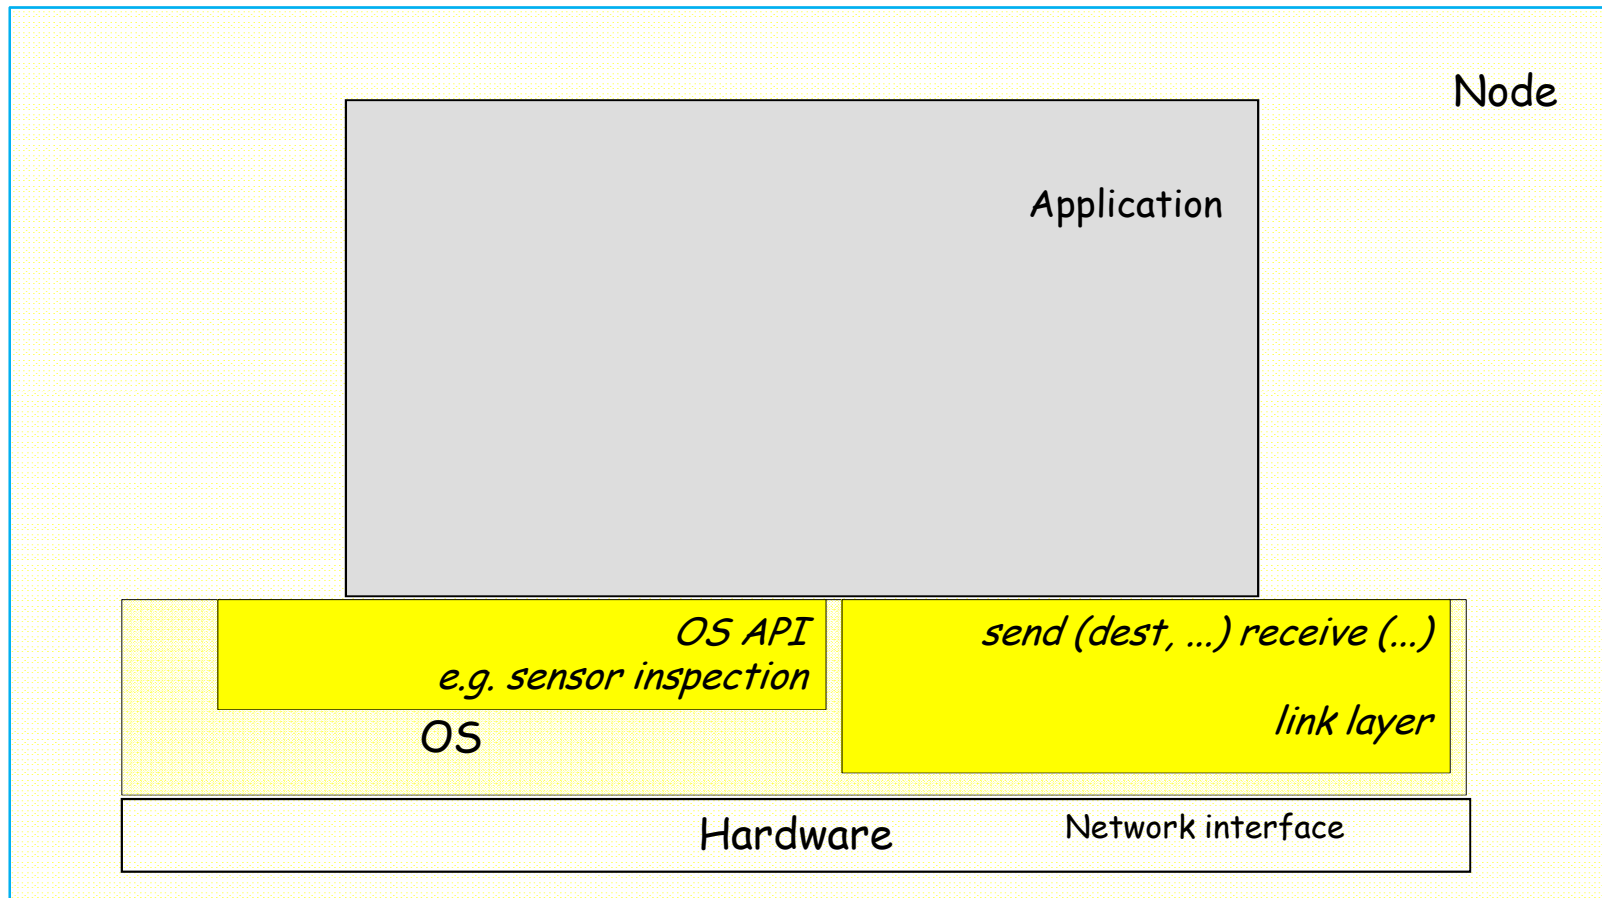 Node
Application
OS API
e.g. sensor inspection
send (dest, ...) receive (...)
link layer
OS
Hardware
Network interface